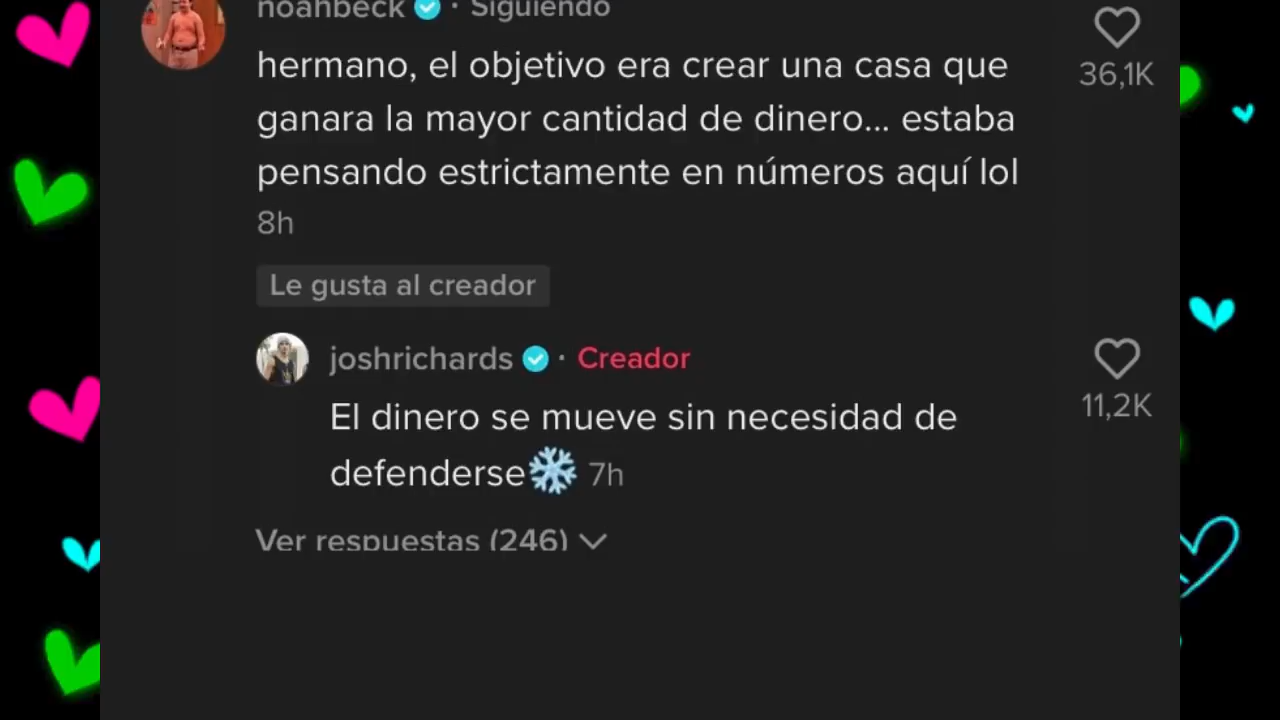 noahbeck · Siguiendo
hermano, el objetivo era crear una casa que
ganara la mayor cantidad de dinero... estaba
pensando estrictamente en números aquí lol
36,1K
8h
Le gusta al creador
joshrichards · Creador
El dinero se mueve sin necesidad de
defenderse❄️ 7h
11,2K
Ver respuestas (246)